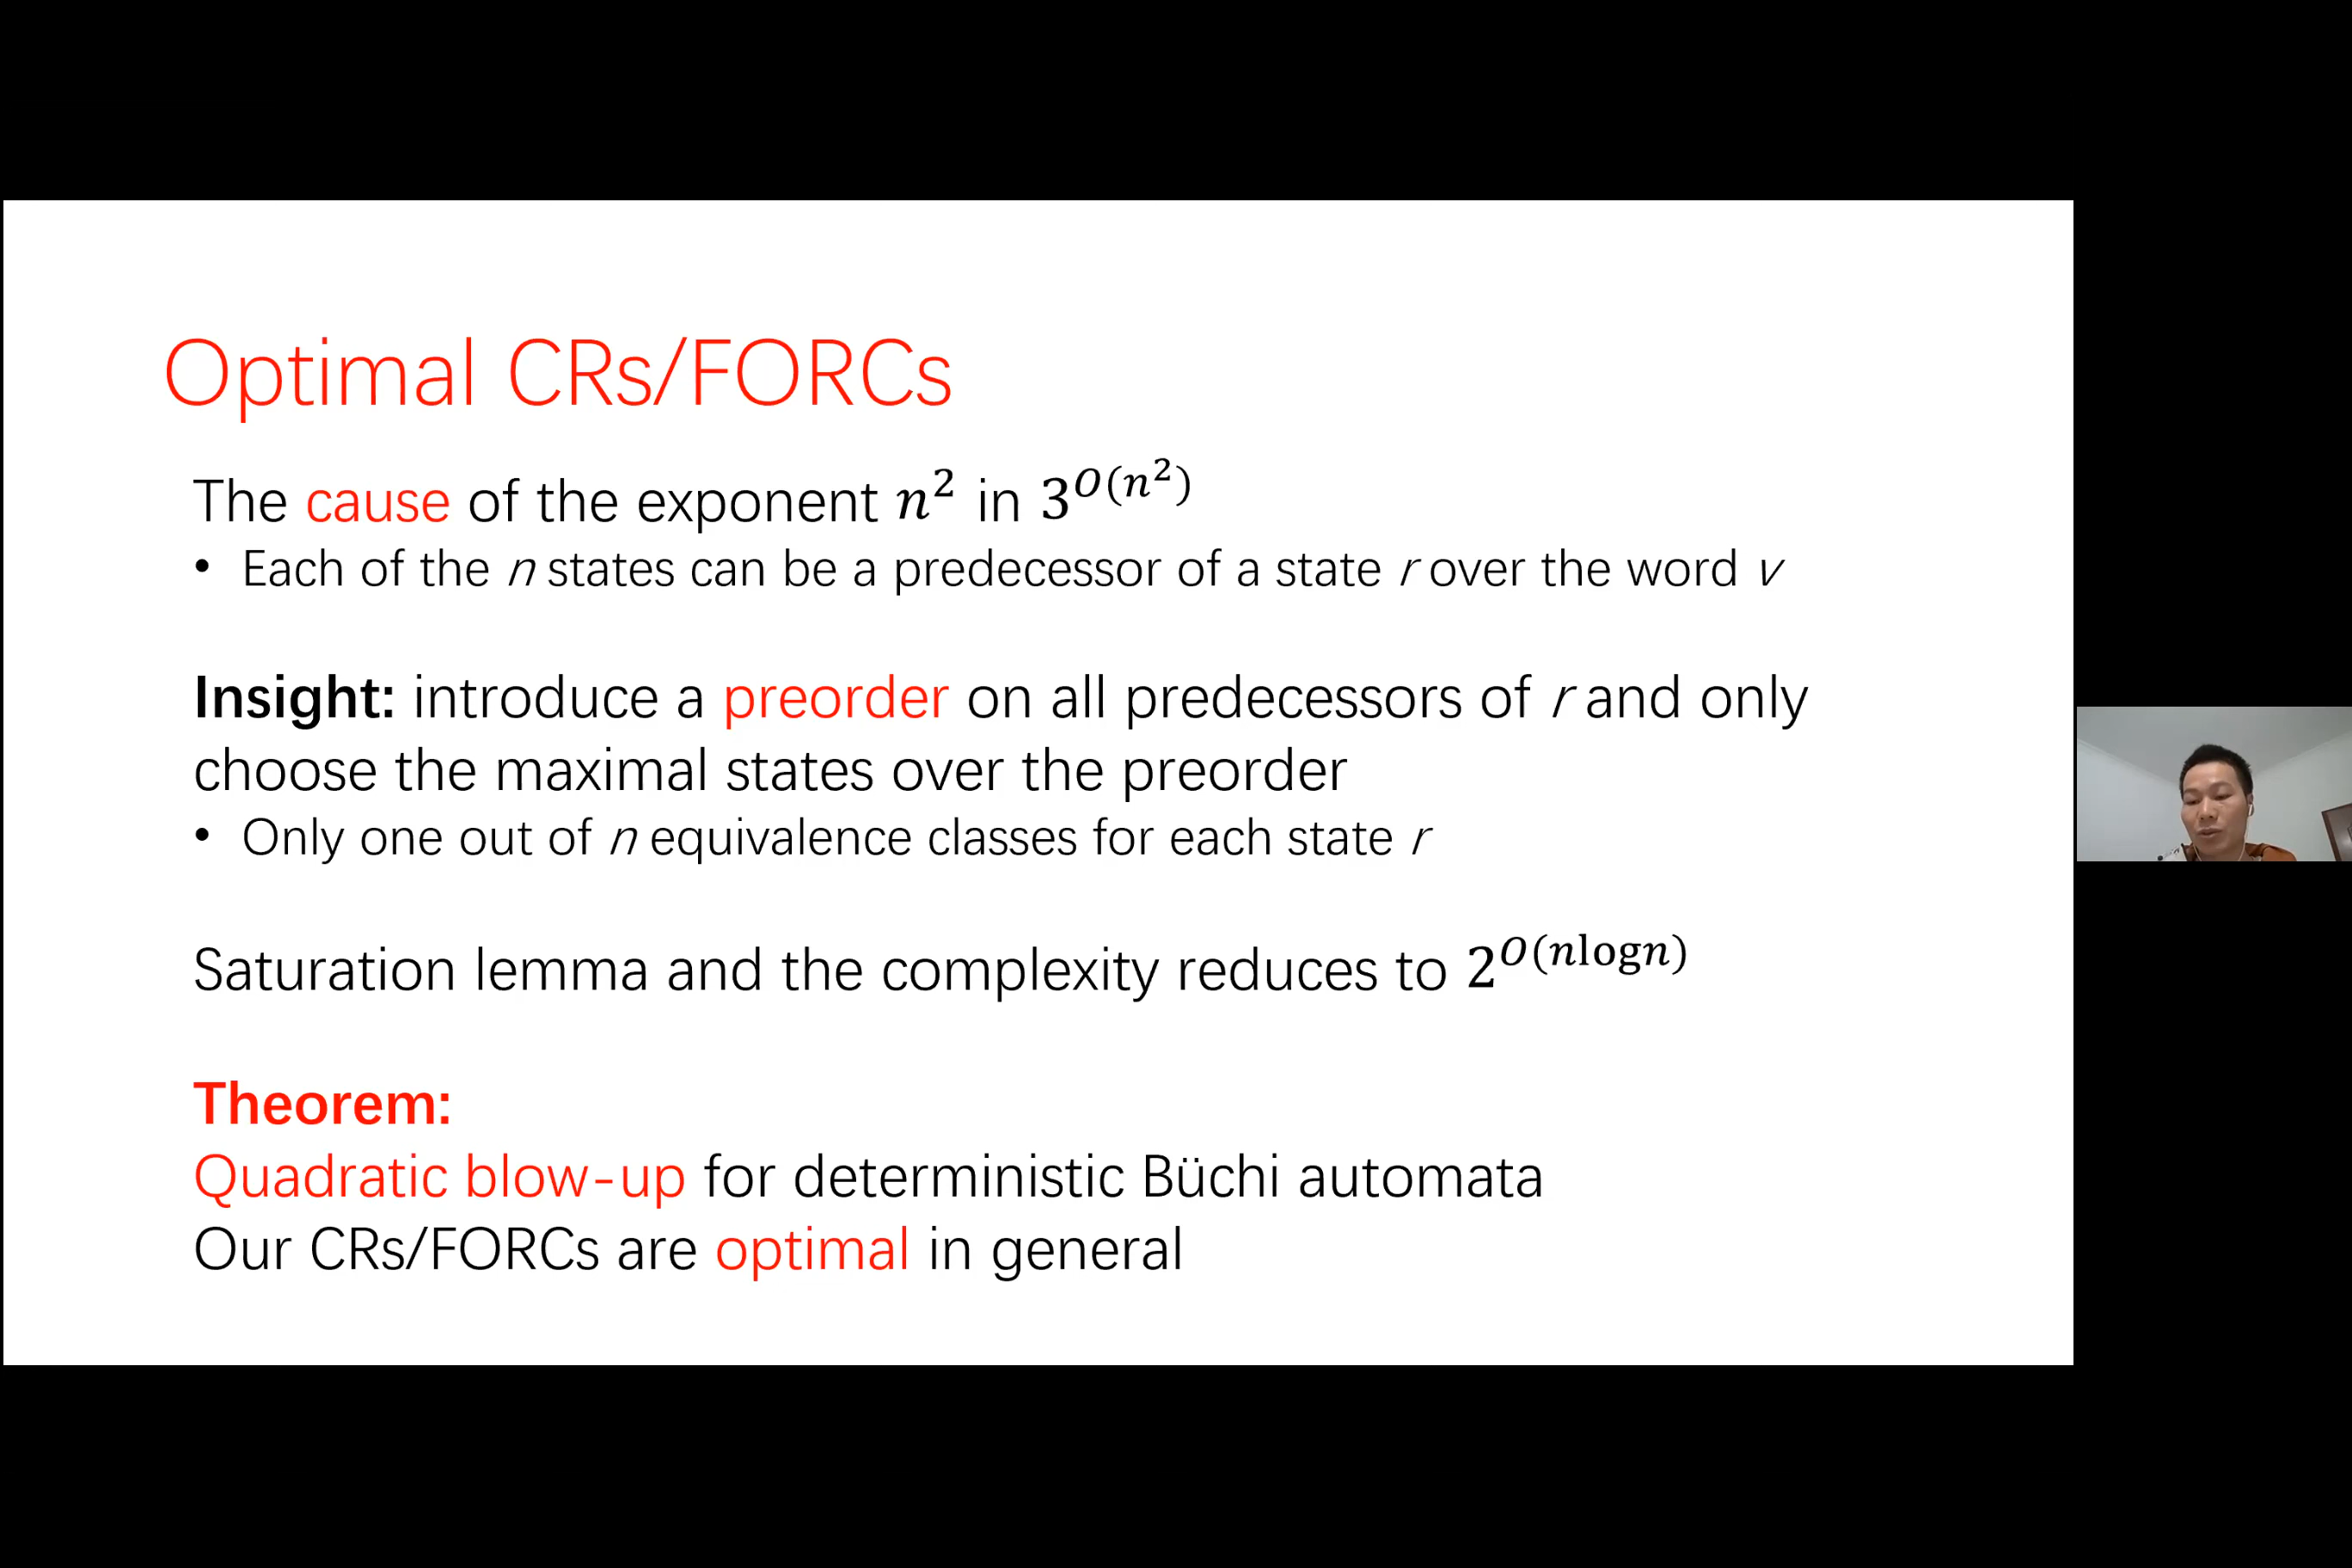 Optimal CRs/FORCs
The cause of the exponent n² in 3^{O(n²)}
• Each of the n states can be a predecessor of a state r over the word v
Insight: introduce a preorder on all predecessors of r and only
choose the maximal states over the preorder
• Only one out of n equivalence classes for each state r
Saturation lemma and the complexity reduces to 2^{O(nlogn)}
Theorem:
Quadratic blow-up for deterministic Büchi automata
Our CRs/FORCs are optimal in general